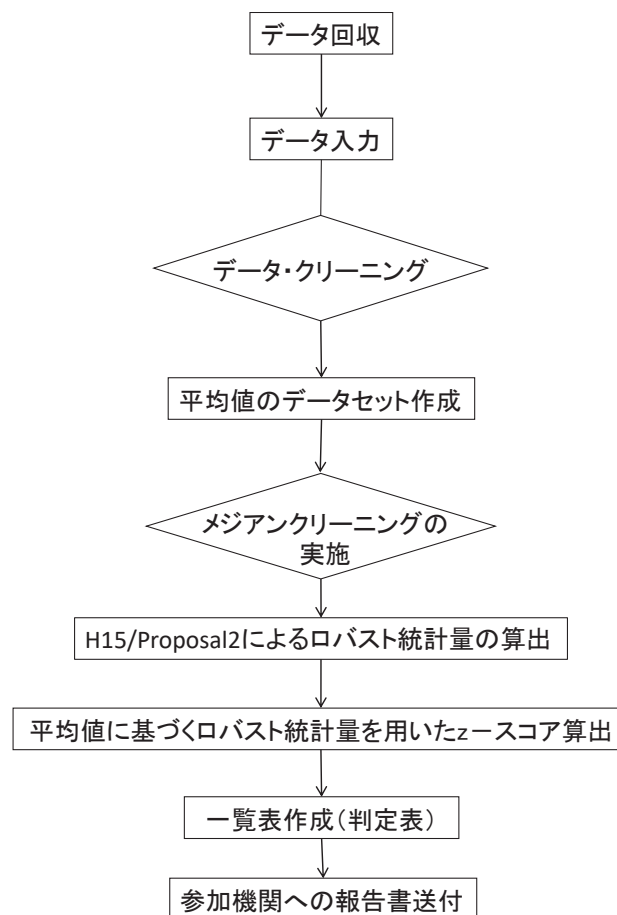 データ回収
データ入力
データ・クリーニング
平均値のデータセット作成
メジアンクリーニングの
実施
H15/Proposal2によるロバスト統計量の算出
平均値に基づくロバスト統計量を用いたz－スコア算出
一覧表作成(判定表)
参加機関への報告書送付